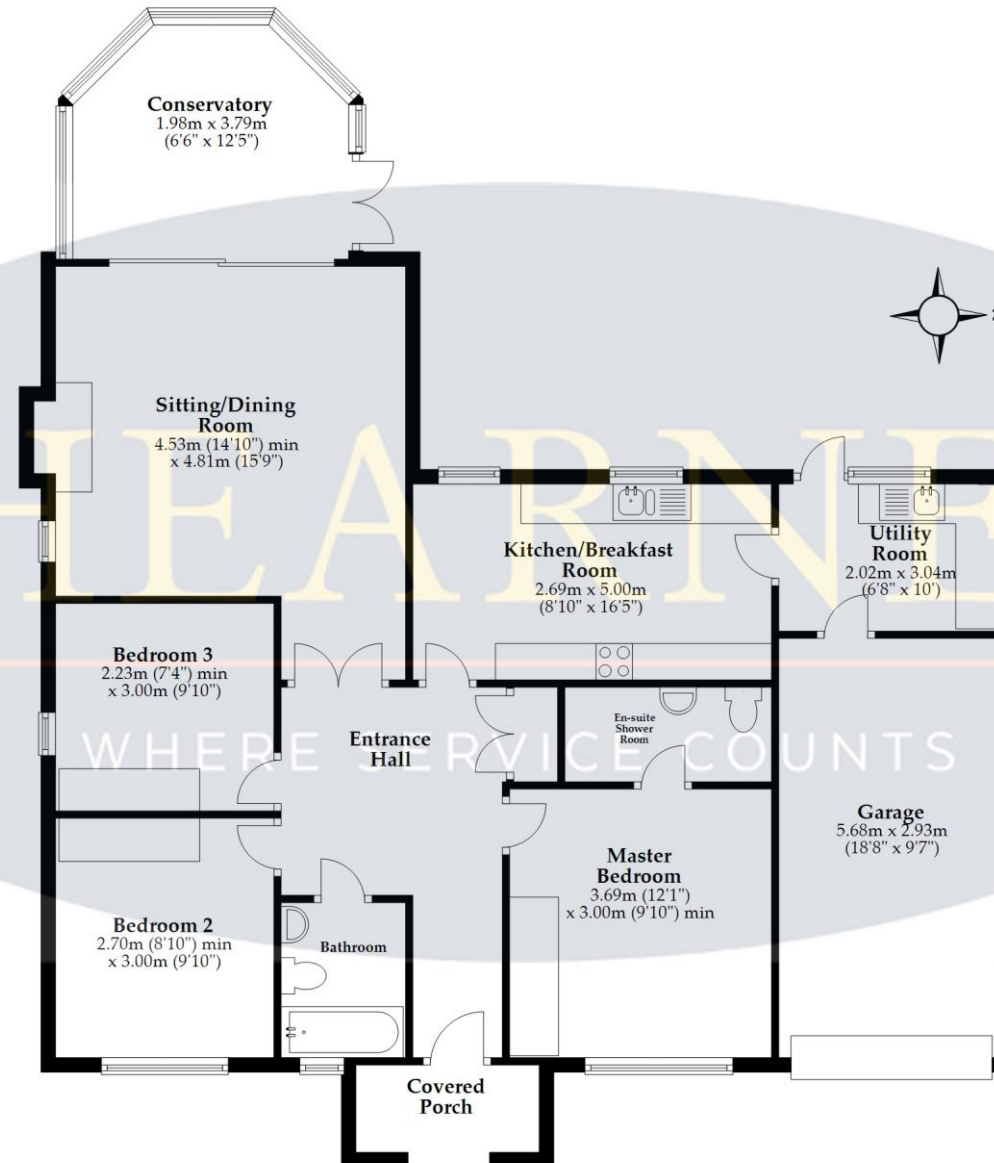 Conservatory
1.98m x 3.79m
(6'6" x 12'5")
Sitting/Dining
Room
4.53m (14'10") min
x 4.81m (15'9")
Kitchen/Breakfast
Room
2.69m x 5.00m
(8'10" x 16'5")
Utility
Room
2.02m x 3.04m
(6'8" x 10')
HEARNE
Bedroom 3
2.23m (7'4") min
x 3.00m (9'10")
Entrance
Hall
En-suite
Shower
Room
WHERE SERVICE COUNTS
Garage
5.68m x 2.93m
(18'8" x 9'7")
Master
Bedroom
3.69m (12'1")
x 3.00m (9'10") min
Bedroom 2
2.70m (8'10") min
x 3.00m (9'10")
Bathroom
Covered
Porch